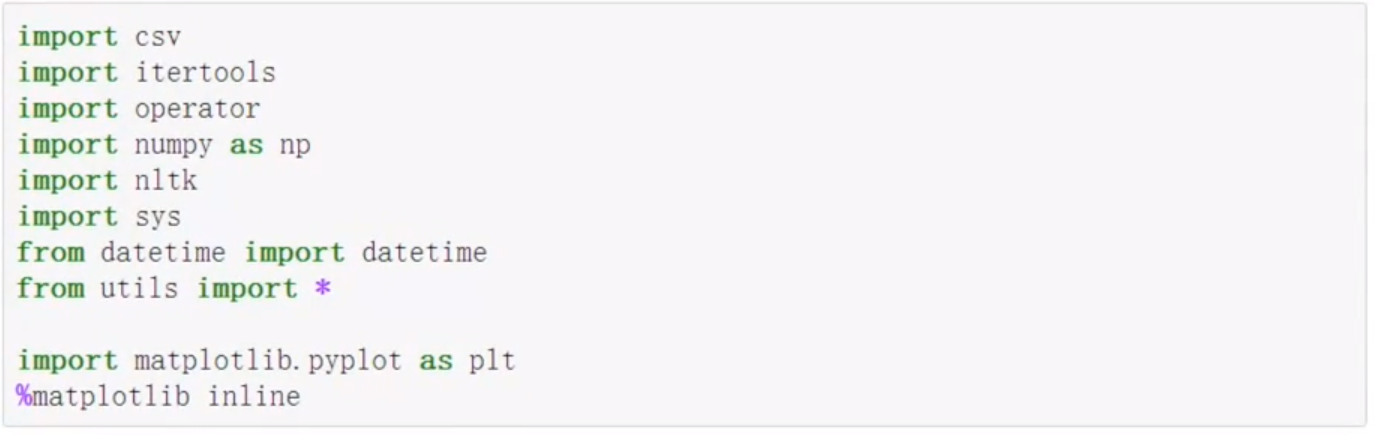 import csv
import itertools
import operator
import numpy as np
import nltk
import sys
from datetime import datetime
from utils import *
import matplotlib.pyplot as plt
%matplotlib inline